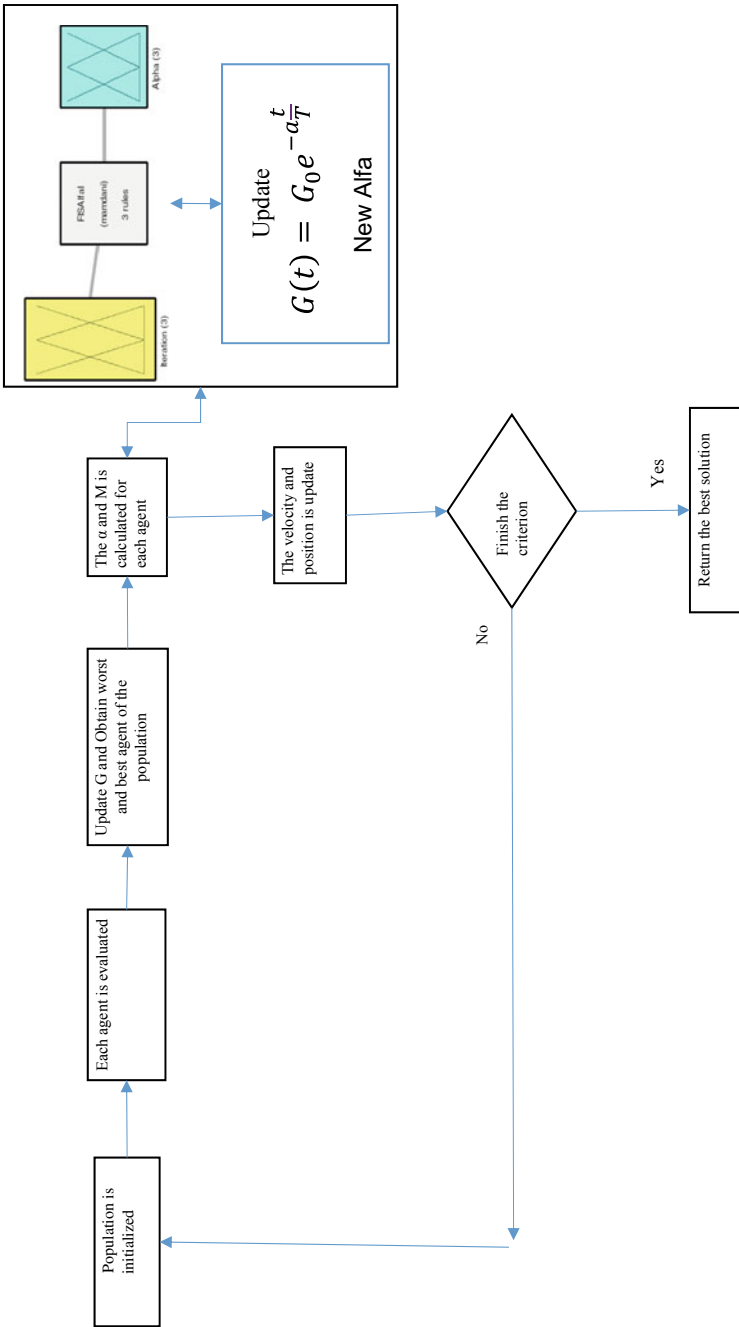 Population is
initialized
Each agent is evaluated
Update G and Obtain worst
and best agent of the
population
The α and M is
calculated for
each agent
Iteration (3)
FISAlfaI
(mamdani)
3 rules
Alpha (3)
Update
G(t) = G₀e^{-a\frac{t}{T}}
New Alfa
The velocity and
position is update
Finish the
criterion
No
Yes
Return the best solution